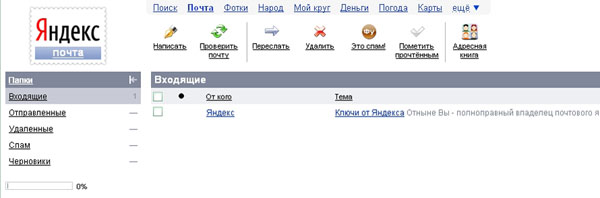 Поиск Почта Фотки Народ Мой круг Деньги Погода Карты ещё ▼
Яндекс
почта
Написать Проверить почту Переслать Удалить Это спам! Пометить прочтённым Адресная книга
Папки
Входящие 1
Отправленные —
Удаленные —
Спам —
Черновики —
0%
Входящие
От кого Тема
Яндекс Ключи от Яндекса Отныне Вы - полноправный владелец почтового я